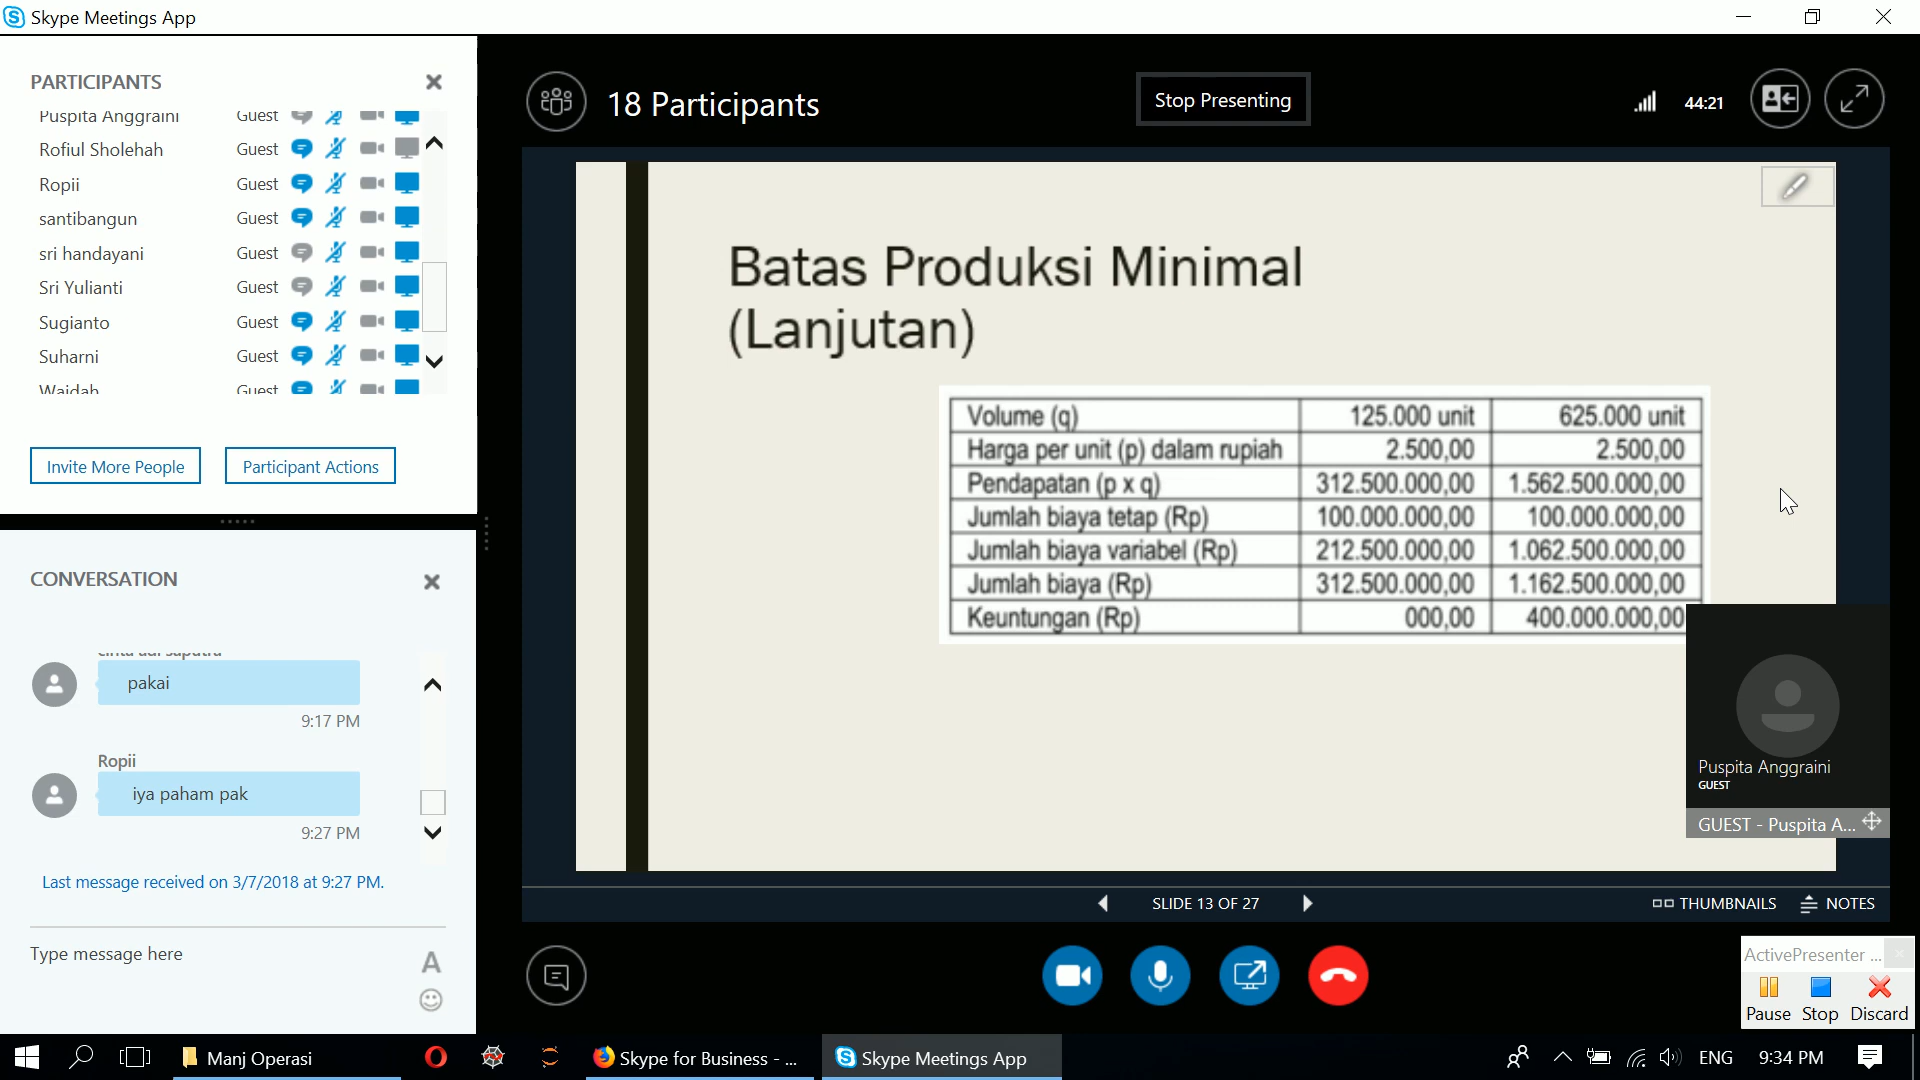 Skype Meetings App
PARTICIPANTS
Puspita Anggraini Guest
Rofiul Sholehah Guest
Ropii Guest
santibangun Guest
sri handayani Guest
Sri Yulianti Guest
Sugianto Guest
Suharni Guest
Waidah Guest
Invite More People Participant Actions
CONVERSATION
pakai
9:17 PM
Ropii
iya paham pak
9:27 PM
Last message received on 3/7/2018 at 9:27 PM.
Type message here
A
18 Participants
Stop Presenting
44:21
Batas Produksi Minimal
(Lanjutan)
Volume (q) 125.000 unit 625.000 unit
Harga per unit (p) dalam rupiah 2.500,00 2.500,00
Pendapatan (p x q) 312.500.000,00 1.562.500.000,00
Jumlah biaya tetap (Rp) 100.000.000,00 100.000.000,00
Jumlah biaya variabel (Rp) 212.500.000,00 1.062.500.000,00
Jumlah biaya (Rp) 312.500.000,00 1.162.500.000,00
Keuntungan (Rp) 000,00 400.000.000,00
Puspita Anggraini
GUEST
GUEST - Puspita A...
SLIDE 13 OF 27
THUMBNAILS
NOTES
ActivePresenter ...
Pause Stop Discard
Manj Operasi
Skype for Business - ...
Skype Meetings App
ENG
9:34 PM